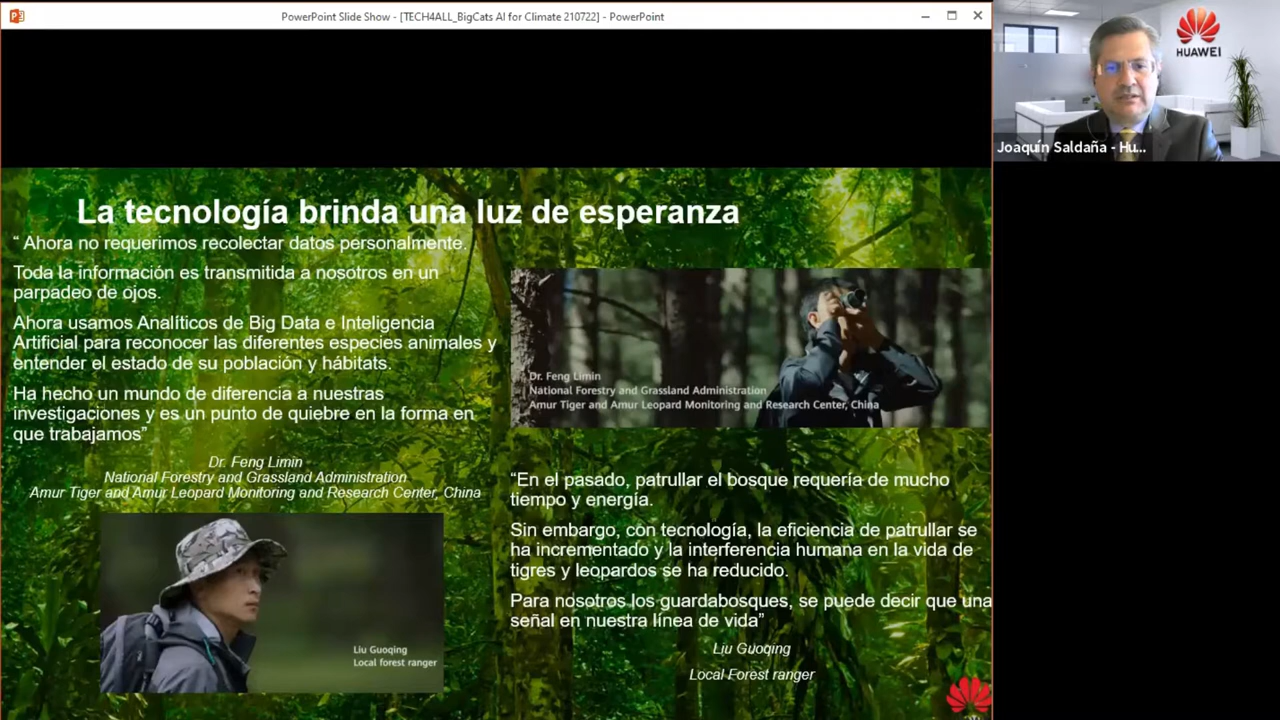 PowerPoint Slide Show - [TECH4ALL_BigCats AI for Climate 210722] - PowerPoint
HUAWEI
Joaquín Saldaña - Hu...
La tecnología brinda una luz de esperanza
“ Ahora no requerimos recolectar datos personalmente.
Toda la información es transmitida a nosotros en un
parpadeo de ojos.
Ahora usamos Analíticos de Big Data e Inteligencia
Artificial para reconocer las diferentes especies animales y
entender el estado de su población y hábitats.
Ha hecho un mundo de diferencia a nuestras
investigaciones y es un punto de quiebre en la forma en
que trabajamos”
Dr. Feng Limin
National Forestry and Grassland Administration
Amur Tiger and Amur Leopard Monitoring and Research Center, China
Liu Guoqing
Local forest ranger
Dr. Feng Limin
National Forestry and Grassland Administration
Amur Tiger and Amur Leopard Monitoring and Research Center, China
“En el pasado, patrullar el bosque requería de mucho
tiempo y energía.
Sin embargo, con tecnología, la eficiencia de patrullar se
ha incrementado y la interferencia humana en la vida de
tigres y leopardos se ha reducido.
Para nosotros los guardabosques, se puede decir que una
señal en nuestra línea de vida”
Liu Guoqing
Local Forest ranger